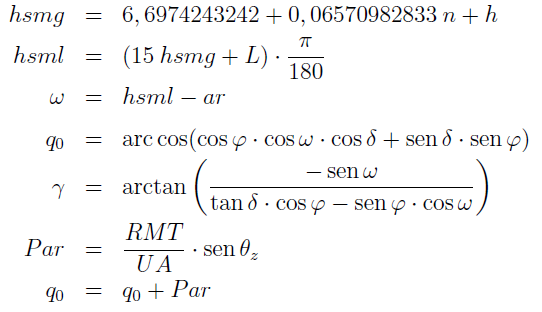 hsmg = 6,6974243242 + 0,06570982833 n + h
hsml = (15 hsmg + L) · π/180
ω = hsml − ar
q₀ = arc cos(cos φ · cos ω · cos δ + sen δ · sen φ)
γ = arctan (− sen ω / (tan δ · cos φ − sen φ · cos ω))
Par = RMT/UA · sen θ_z
q₀ = q₀ + Par